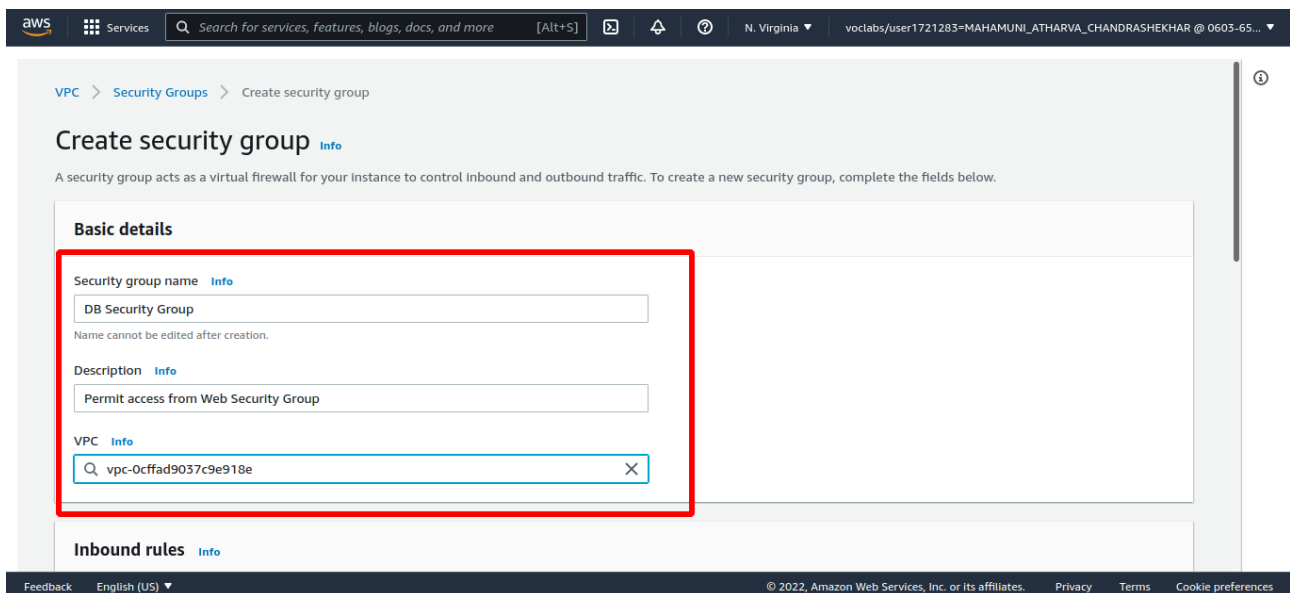 aws Services Search for services, features, blogs, docs, and more [Alt+S] N. Virginia ▼ voclabs/user1721283=MAHAMUNI_ATHARVA_CHANDRASHEKHAR @ 0603-65... ▼
VPC > Security Groups > Create security group
Create security group Info
A security group acts as a virtual firewall for your instance to control inbound and outbound traffic. To create a new security group, complete the fields below.
Basic details
Security group name Info
DB Security Group
Name cannot be edited after creation.
Description Info
Permit access from Web Security Group
VPC Info
vpc-0cffad9037c9e918e
Inbound rules Info
Feedback English (US) ▼ © 2022, Amazon Web Services, Inc. or its affiliates. Privacy Terms Cookie preferences